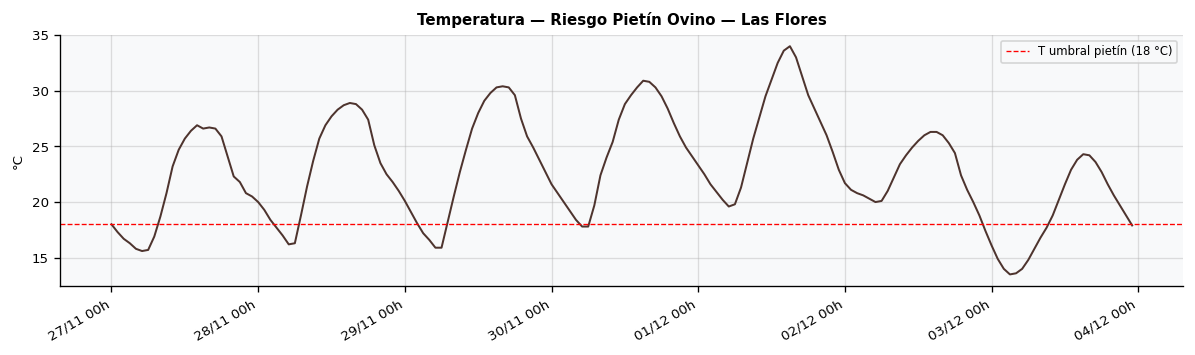 Temperatura — Riesgo Pietín Ovino — Las Flores
35
30
25
20
15
°C
T umbral pietín (18 °C)
27/11 00h
28/11 00h
29/11 00h
30/11 00h
01/12 00h
02/12 00h
03/12 00h
04/12 00h